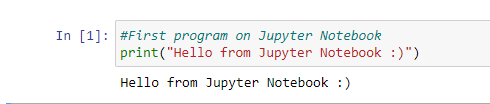 In [1]: #First program on Jupyter Notebook
print("Hello from Jupyter Notebook :)")
Hello from Jupyter Notebook :)